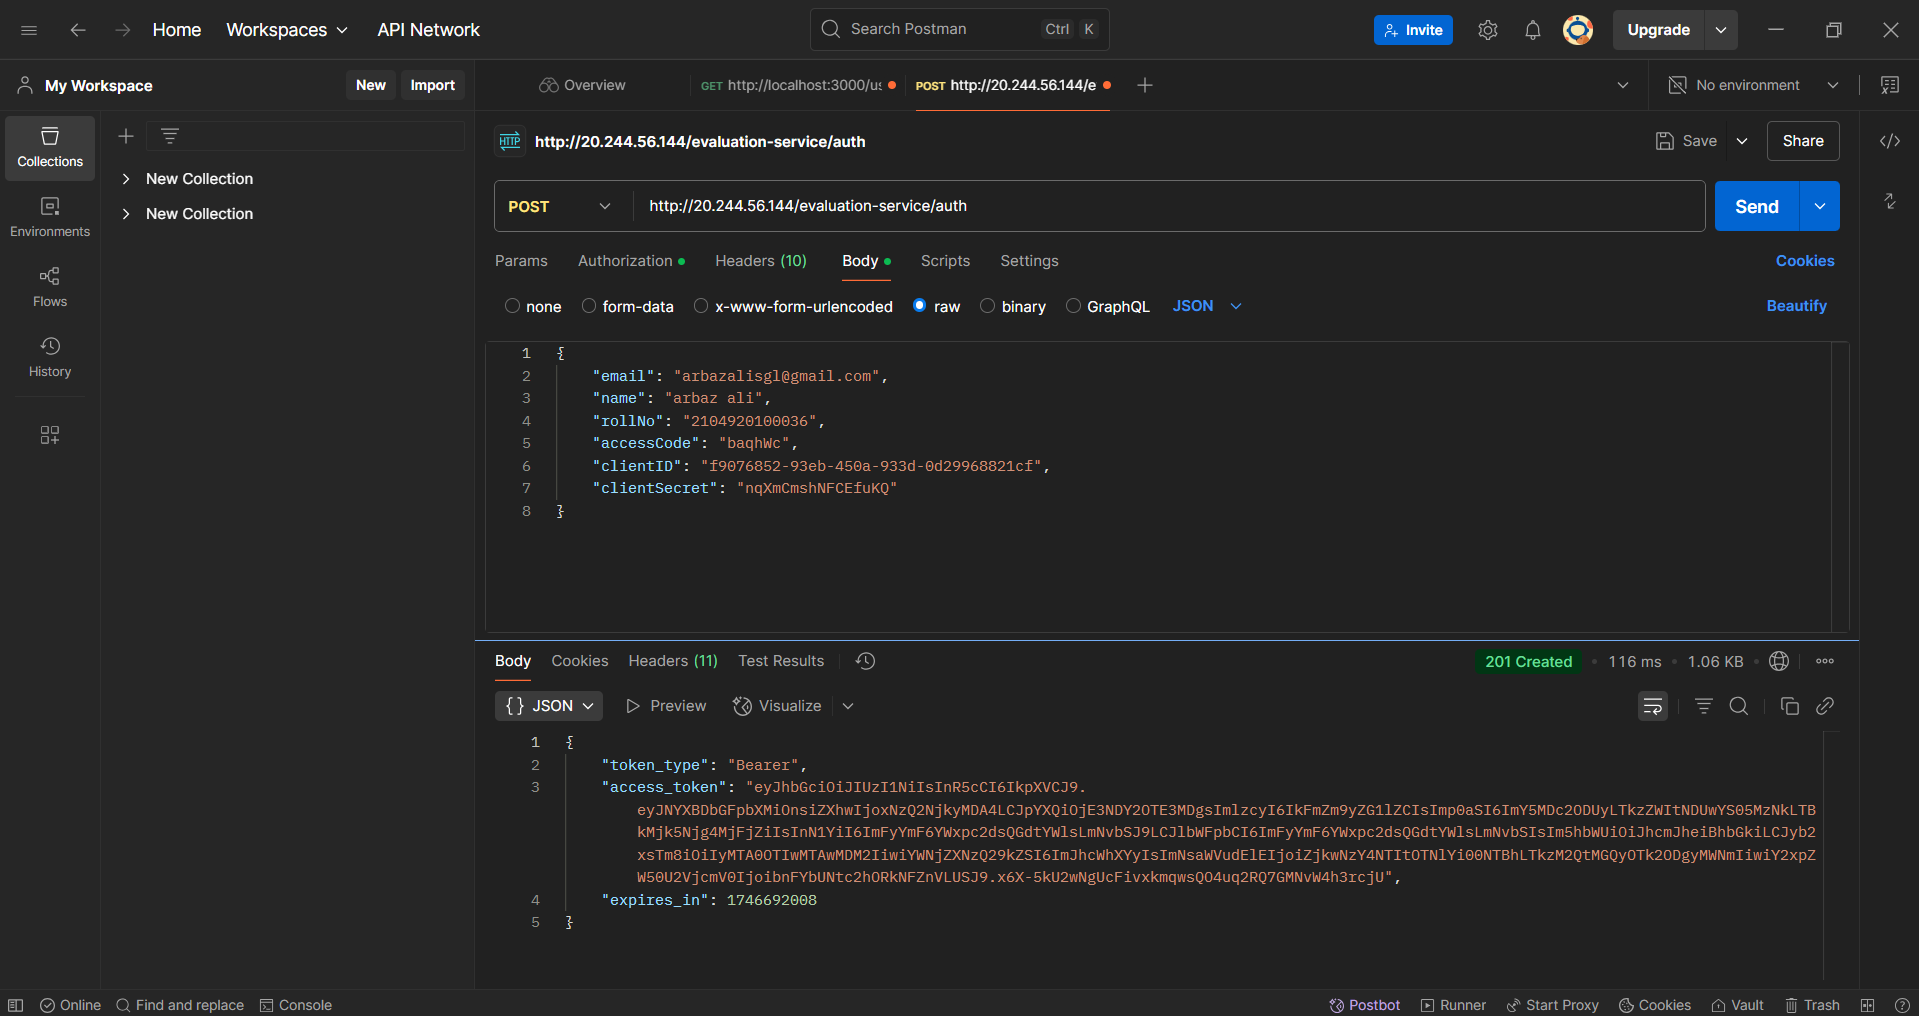 Home
Workspaces
API Network
Search Postman
Ctrl K
Invite
Upgrade
My Workspace
New
Import
Overview
GET http://localhost:3000/us
POST http://20.244.56.144/e
No environment
Collections
Environments
Flows
History
New Collection
New Collection
HTTP
http://20.244.56.144/evaluation-service/auth
Save
Share
POST
http://20.244.56.144/evaluation-service/auth
Send
Params
Authorization
Headers (10)
Body
Scripts
Settings
Cookies
none
form-data
x-www-form-urlencoded
raw
binary
GraphQL
JSON
Beautify
1 {
2 "email": "arbazalisgl@gmail.com",
3 "name": "arbaz ali",
4 "rollNo": "2104920100036",
5 "accessCode": "baqhWc",
6 "clientID": "f9076852-93eb-450a-933d-0d29968821cf",
7 "clientSecret": "nqXmCmshNFCEfuKQ"
8 }
Body
Cookies
Headers (11)
Test Results
201 Created
116 ms
1.06 KB
{} JSON
Preview
Visualize
1 {
2 "token_type": "Bearer",
3 "access_token": "eyJhbGciOiJIUzI1NiIsInR5cCI6IkpXVCJ9.
eyJNYXBDbGFpbXMiOnsiZXhwIjoxNzQ2NjkyMDA4LCJpYXQiOjE3NDY2OTE3MDgsImlzcyI6IkFmZm9yZG1lZCIsImp0aSI6ImY5MDc2ODUyLTkzZWItNDUwYS05MzNkLTB
kMjk5Njg4MjFjZiIsInN1YiI6ImFyYmF6YWxpc2dsQGdtYWlsLmNvbSJ9LCJlbWFpbCI6ImFyYmF6YWxpc2dsQGdtYWlsLmNvbSIsIm5hbWUiOiJhcmJheiBhbGkiLCJyb2
xsTm8iOiIyMTA0OTIwMTAwMDM2IiwiYWNjZXNzQ29kZSI6ImJhcWhXYyIsImNsaWVudElEIjoiZjkwNzY4NTItOTNlYi00NTBhLTkzM2QtMGQyOTk2ODgyMWNmIiwiY2xpZ
W50U2VjcmV0IjoibnFYbUNtc2hORkNFZnVLUSJ9.x6X-5kU2wNgUcFivxkmqwsQO4uq2RQ7GMNvW4h3rcjU",
4 "expires_in": 1746692008
5 }
Online
Find and replace
Console
Postbot
Runner
Start Proxy
Cookies
Vault
Trash